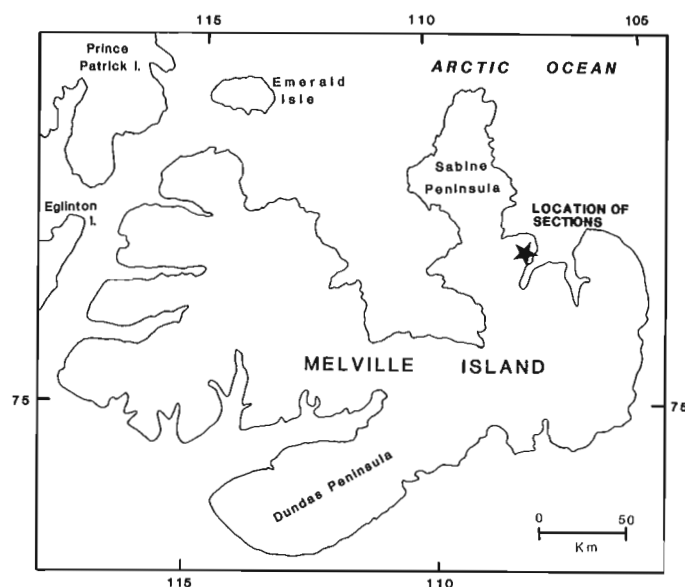 115
110
105
Prince
Patrick I.
Emerald
Isle
ARCTIC OCEAN
Sabine
Peninsula
Eglinton
I.
LOCATION OF
SECTIONS
MELVILLE ISLAND
75
75
Dundas Peninsula
0 50
Km
115
110